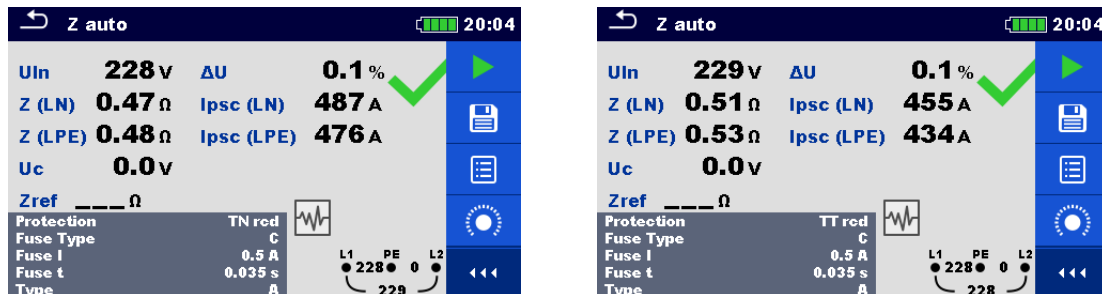 Z auto 20:04
Uln 228 V ΔU 0.1 %
Z (LN) 0.47 Ω Ipsc (LN) 487 A
Z (LPE) 0.48 Ω Ipsc (LPE) 476 A
Uc 0.0 V
Zref ___ Ω
Protection TN rcd
Fuse Type C
Fuse I 0.5 A
Fuse t 0.035 s
Type A
L1 PE L2
228 0
229
Z auto 20:04
Uln 229 V ΔU 0.1 %
Z (LN) 0.51 Ω Ipsc (LN) 455 A
Z (LPE) 0.53 Ω Ipsc (LPE) 434 A
Uc 0.0 V
Zref ___ Ω
Protection TT rcd
Fuse Type C
Fuse I 0.5 A
Fuse t 0.035 s
Type A
L1 PE L2
228 0
228